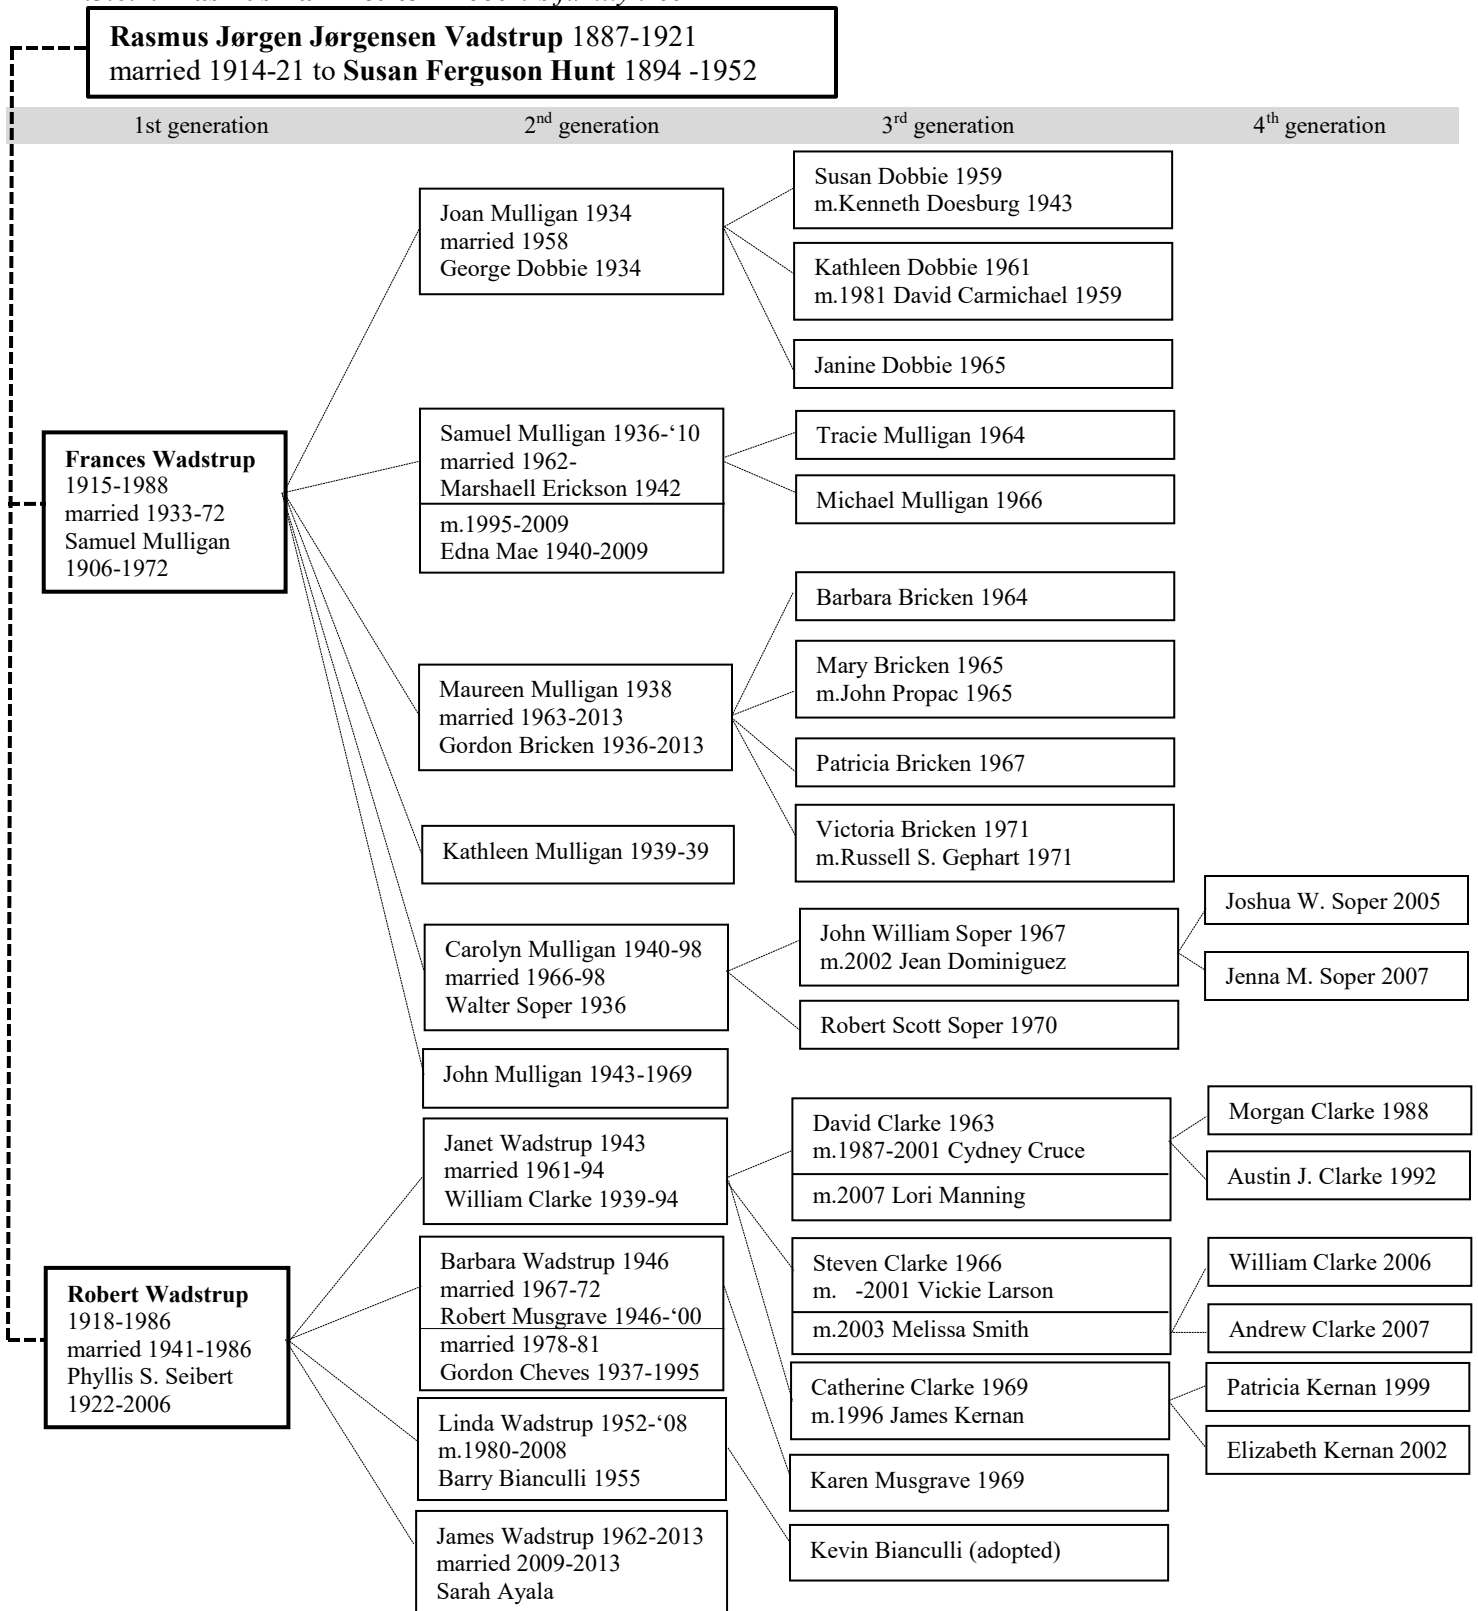 Rasmus Jørgen Jørgensen Vadstrup 1887-1921
married 1914-21 to Susan Ferguson Hunt 1894 -1952
1st generation
2nd generation
3rd generation
4th generation
Frances Wadstrup
1915-1988
married 1933-72
Samuel Mulligan
1906-1972
Joan Mulligan 1934
married 1958
George Dobbie 1934
Susan Dobbie 1959
m.Kenneth Doesburg 1943
Kathleen Dobbie 1961
m.1981 David Carmichael 1959
Janine Dobbie 1965
Samuel Mulligan 1936-‘10
married 1962-
Marshaell Erickson 1942
m.1995-2009
Edna Mae 1940-2009
Tracie Mulligan 1964
Michael Mulligan 1966
Maureen Mulligan 1938
married 1963-2013
Gordon Bricken 1936-2013
Barbara Bricken 1964
Mary Bricken 1965
m.John Propac 1965
Patricia Bricken 1967
Victoria Bricken 1971
m.Russell S. Gephart 1971
Kathleen Mulligan 1939-39
Carolyn Mulligan 1940-98
married 1966-98
Walter Soper 1936
John William Soper 1967
m.2002 Jean Dominiguez
Joshua W. Soper 2005
Jenna M. Soper 2007
Robert Scott Soper 1970
John Mulligan 1943-1969
Robert Wadstrup
1918-1986
married 1941-1986
Phyllis S. Seibert
1922-2006
Janet Wadstrup 1943
married 1961-94
William Clarke 1939-94
David Clarke 1963
m.1987-2001 Cydney Cruce
m.2007 Lori Manning
Morgan Clarke 1988
Austin J. Clarke 1992
Steven Clarke 1966
m.   -2001 Vickie Larson
m.2003 Melissa Smith
William Clarke 2006
Andrew Clarke 2007
Catherine Clarke 1969
m.1996 James Kernan
Patricia Kernan 1999
Elizabeth Kernan 2002
Barbara Wadstrup 1946
married 1967-72
Robert Musgrave 1946-‘00
married 1978-81
Gordon Cheves 1937-1995
Karen Musgrave 1969
Linda Wadstrup 1952-‘08
m.1980-2008
Barry Bianculli 1955
Kevin Bianculli (adopted)
James Wadstrup 1962-2013
married 2009-2013
Sarah Ayala